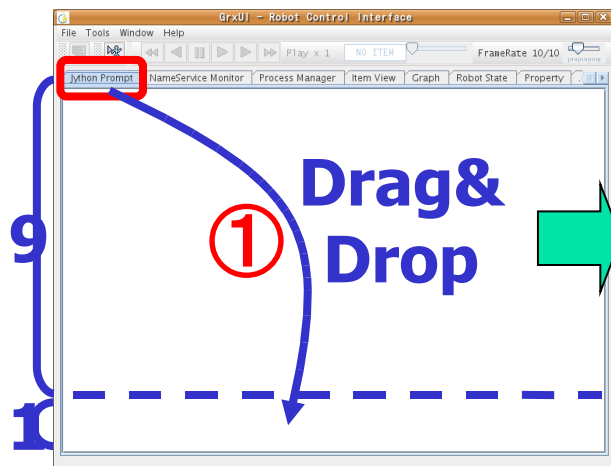 GrxUI - Robot Control Interface
File Tools Window Help
Play x 1 NO ITEM FrameRate 10/10
Jython Prompt NameService Monitor Process Manager Item View Graph Robot State Property
Drag&
①
Drop
9
1